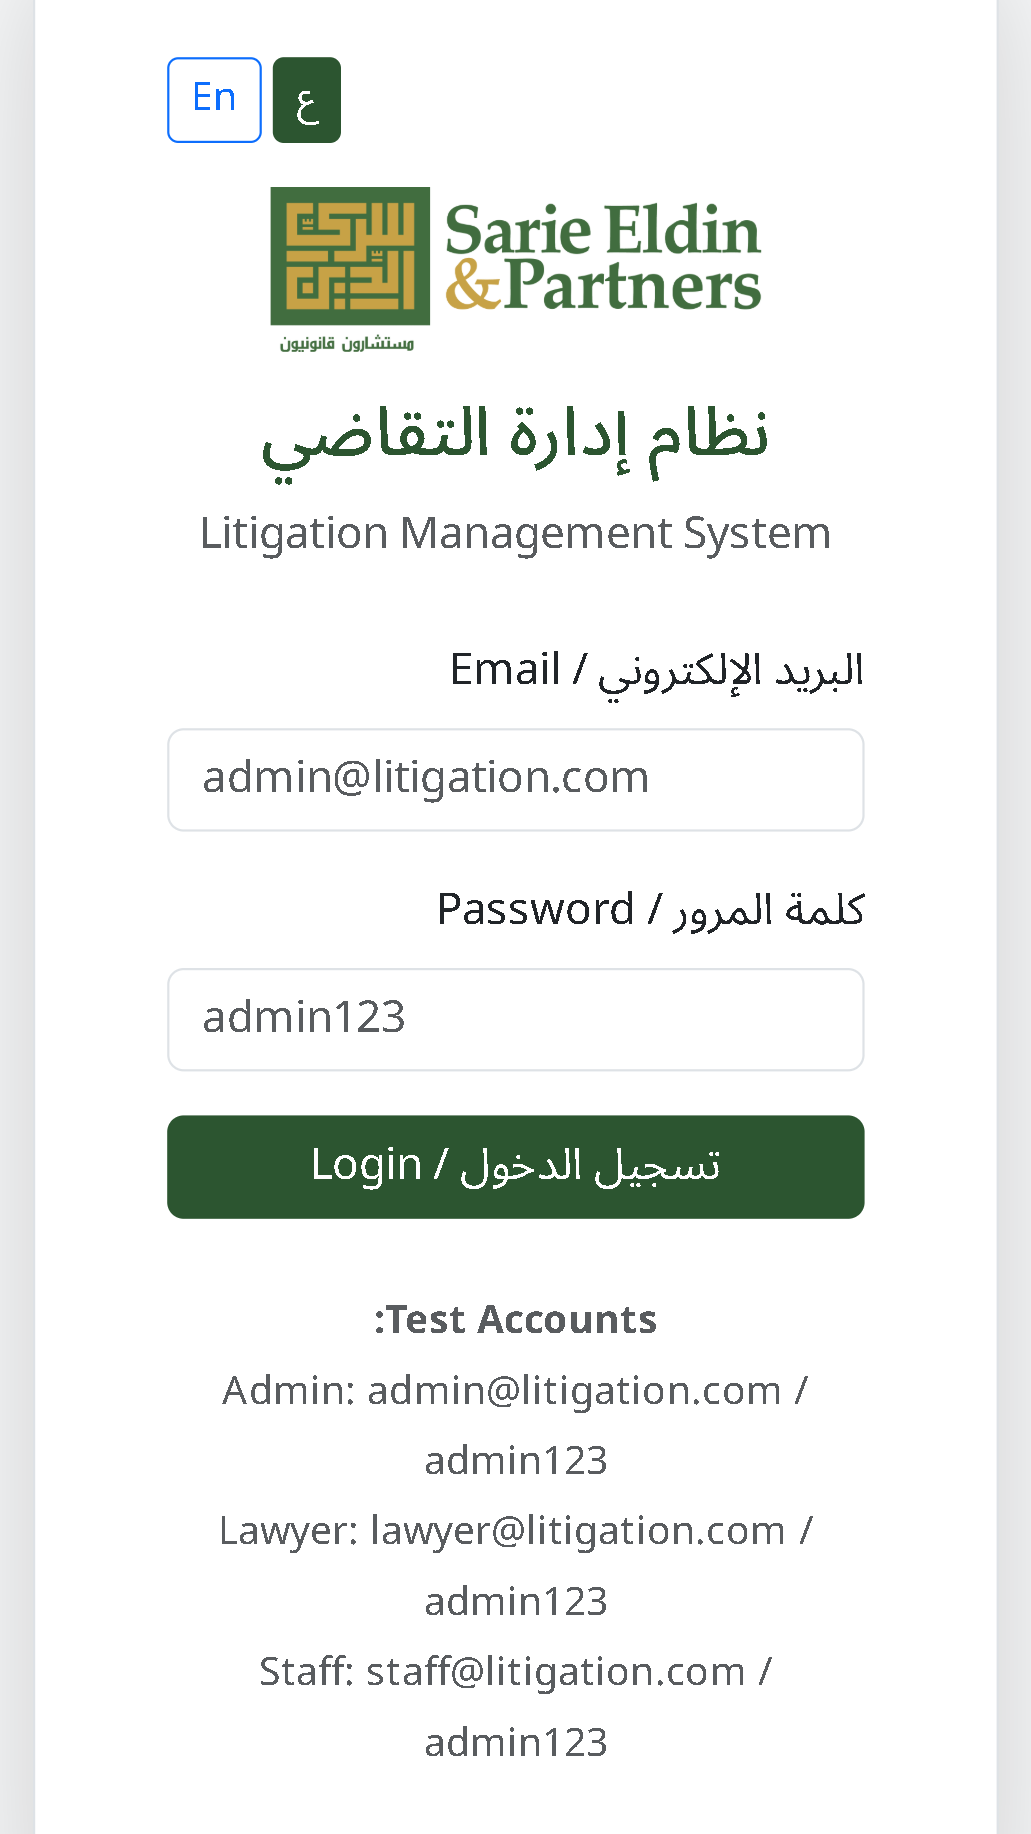 En ع
سري الدين
Sarie Eldin
&Partners
مستشارون قانونيون
نظام إدارة التقاضي
Litigation Management System
البريد الإلكتروني / Email
admin@litigation.com
كلمة المرور / Password
admin123
تسجيل الدخول / Login
:Test Accounts
Admin: admin@litigation.com /
admin123
Lawyer: lawyer@litigation.com /
admin123
Staff: staff@litigation.com /
admin123